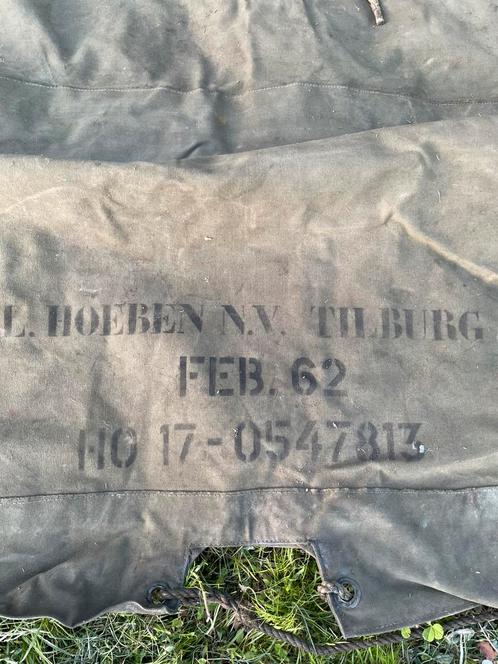 L. HOEBEN N.V. TILBURG
FEB. 62
HO 17-0547813